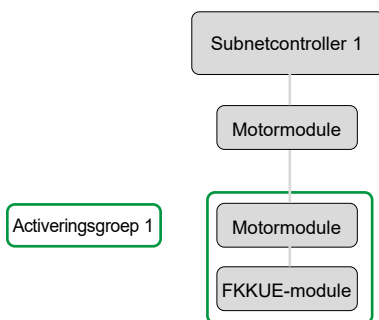 Subnetcontroller 1
Motormodule
Activeringsgroep 1
Motormodule
FKKUE-module